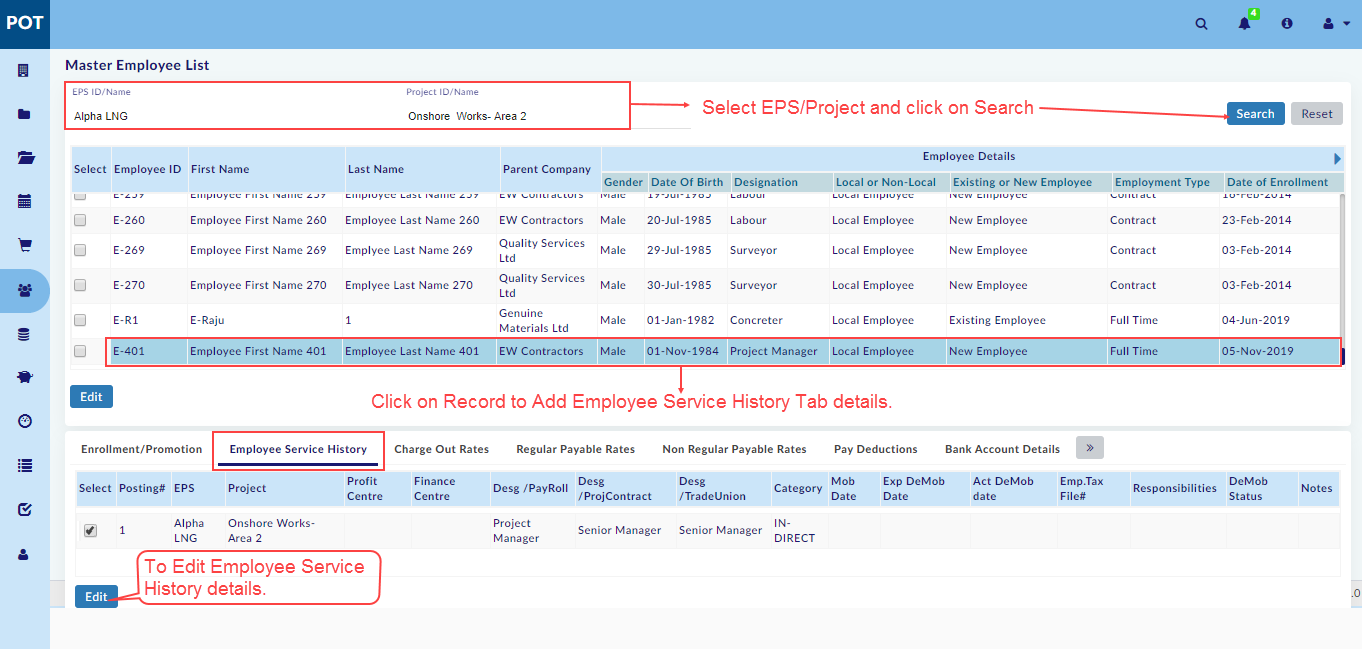 POT
4
Master Employee List
EPS ID/Name Project ID/Name
Alpha LNG Onshore Works- Area 2
Select EPS/Project and click on Search
Search Reset
Employee Details
Select Employee ID First Name Last Name Parent Company
Gender Date Of Birth Designation Local or Non-Local Existing or New Employee Employment Type Date of Enrollment
E-259 Employee First Name 259 Employee Last Name 259 EW Contractors Male 19-Jul-1985 Labour Local Employee New Employee Contract 16-Feb-2014
E-260 Employee First Name 260 Employee Last Name 260 EW Contractors Male 20-Jul-1985 Labour Local Employee New Employee Contract 23-Feb-2014
E-269 Employee First Name 269 Emplyee Last Name 269 Quality Services Ltd Male 29-Jul-1985 Surveyor Local Employee New Employee Contract 03-Feb-2014
E-270 Employee First Name 270 Emplyee Last Name 270 Quality Services Ltd Male 30-Jul-1985 Surveyor Local Employee New Employee Contract 03-Feb-2014
E-R1 E-Raju 1 Genuine Materials Ltd Male 01-Jan-1982 Concreter Local Employee Existing Employee Full Time 04-Jun-2019
E-401 Employee First Name 401 Employee Last Name 401 EW Contractors Male 01-Nov-1984 Project Manager Local Employee New Employee Full Time 05-Nov-2019
Edit
Click on Record to Add Employee Service History Tab details.
Enrollment/Promotion Employee Service History Charge Out Rates Regular Payable Rates Non Regular Payable Rates Pay Deductions Bank Account Details »
Select Posting# EPS Project Profit Centre Finance Centre Desg /PayRoll Desg /ProjContract Desg /TradeUnion Category Mob Date Exp DeMob Date Act DeMob date Emp.Tax File# Responsibilities DeMob Status Notes
1 Alpha LNG Onshore Works- Area 2 Project Manager Senior Manager Senior Manager IN-DIRECT
To Edit Employee Service
History details.
Edit
.0